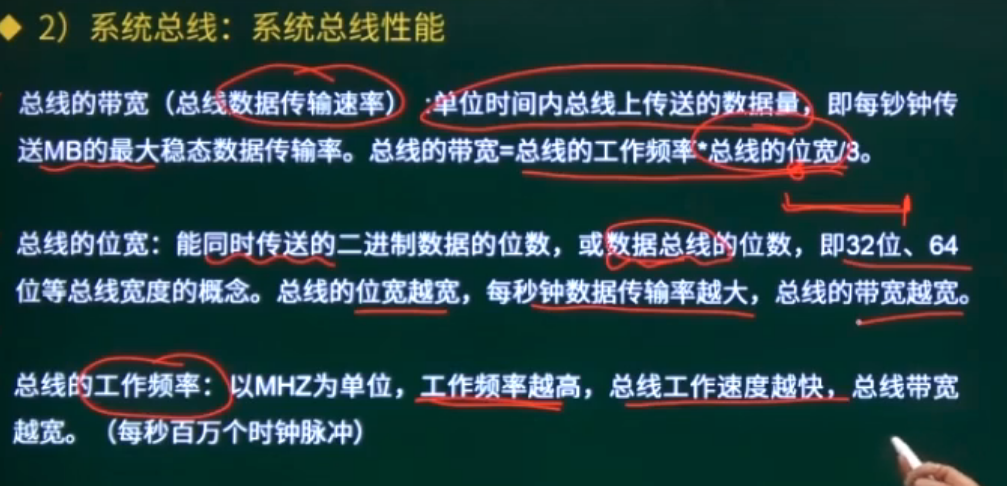 ◆ 2）系统总线：系统总线性能
总线的带宽（总线数据传输速率）:单位时间内总线上传送的数据量，即每钞钟传
送MB的最大稳态数据传输率。总线的带宽=总线的工作频率*总线的位宽/8。
总线的位宽：能同时传送的二进制数据的位数，或数据总线的位数，即32位、64
位等总线宽度的概念。总线的位宽越宽，每秒钟数据传输率越大，总线的带宽越宽。
总线的工作频率：以MHZ为单位，工作频率越高，总线工作速度越快，总线带宽
越宽。（每秒百万个时钟脉冲）